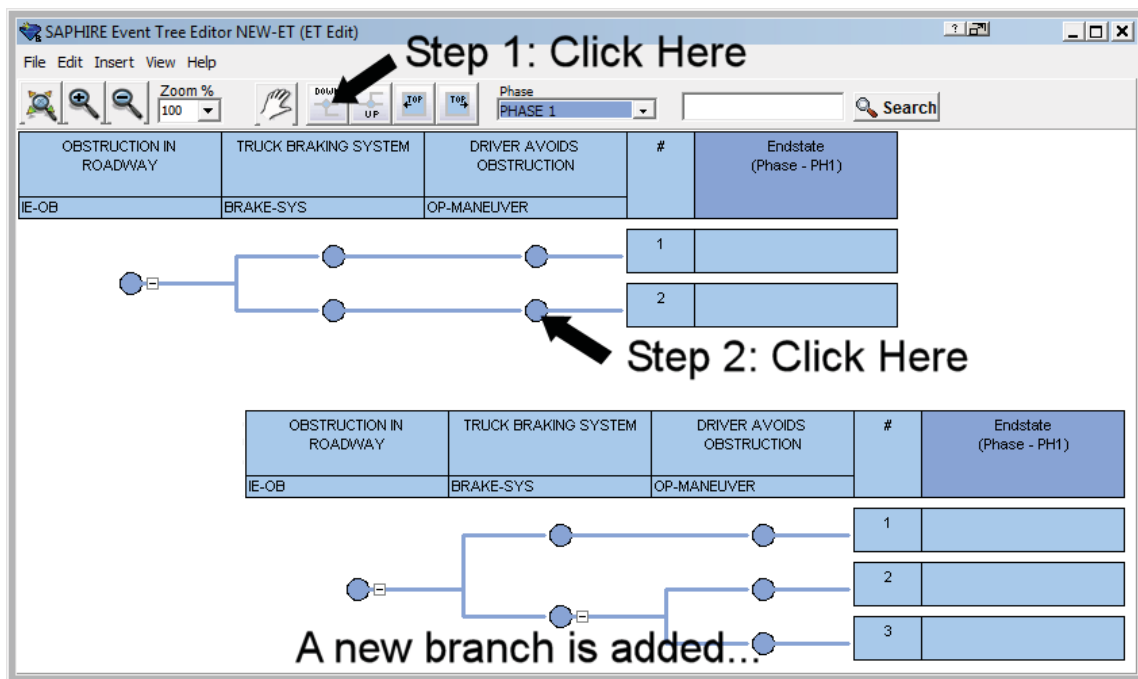 SAPHIRE Event Tree Editor NEW-ET (ET Edit)
?
Step 1: Click Here
File Edit Insert View Help
Zoom %
100
DOWN
UP
TOP
TOP
Phase
PHASE 1
Search
OBSTRUCTION IN
ROADWAY
IE-OB
TRUCK BRAKING SYSTEM
BRAKE-SYS
DRIVER AVOIDS
OBSTRUCTION
OP-MANEUVER
#
Endstate
(Phase - PH1)
1
2
Step 2: Click Here
OBSTRUCTION IN
ROADWAY
IE-OB
TRUCK BRAKING SYSTEM
BRAKE-SYS
DRIVER AVOIDS
OBSTRUCTION
OP-MANEUVER
#
Endstate
(Phase - PH1)
1
2
3
A new branch is added...